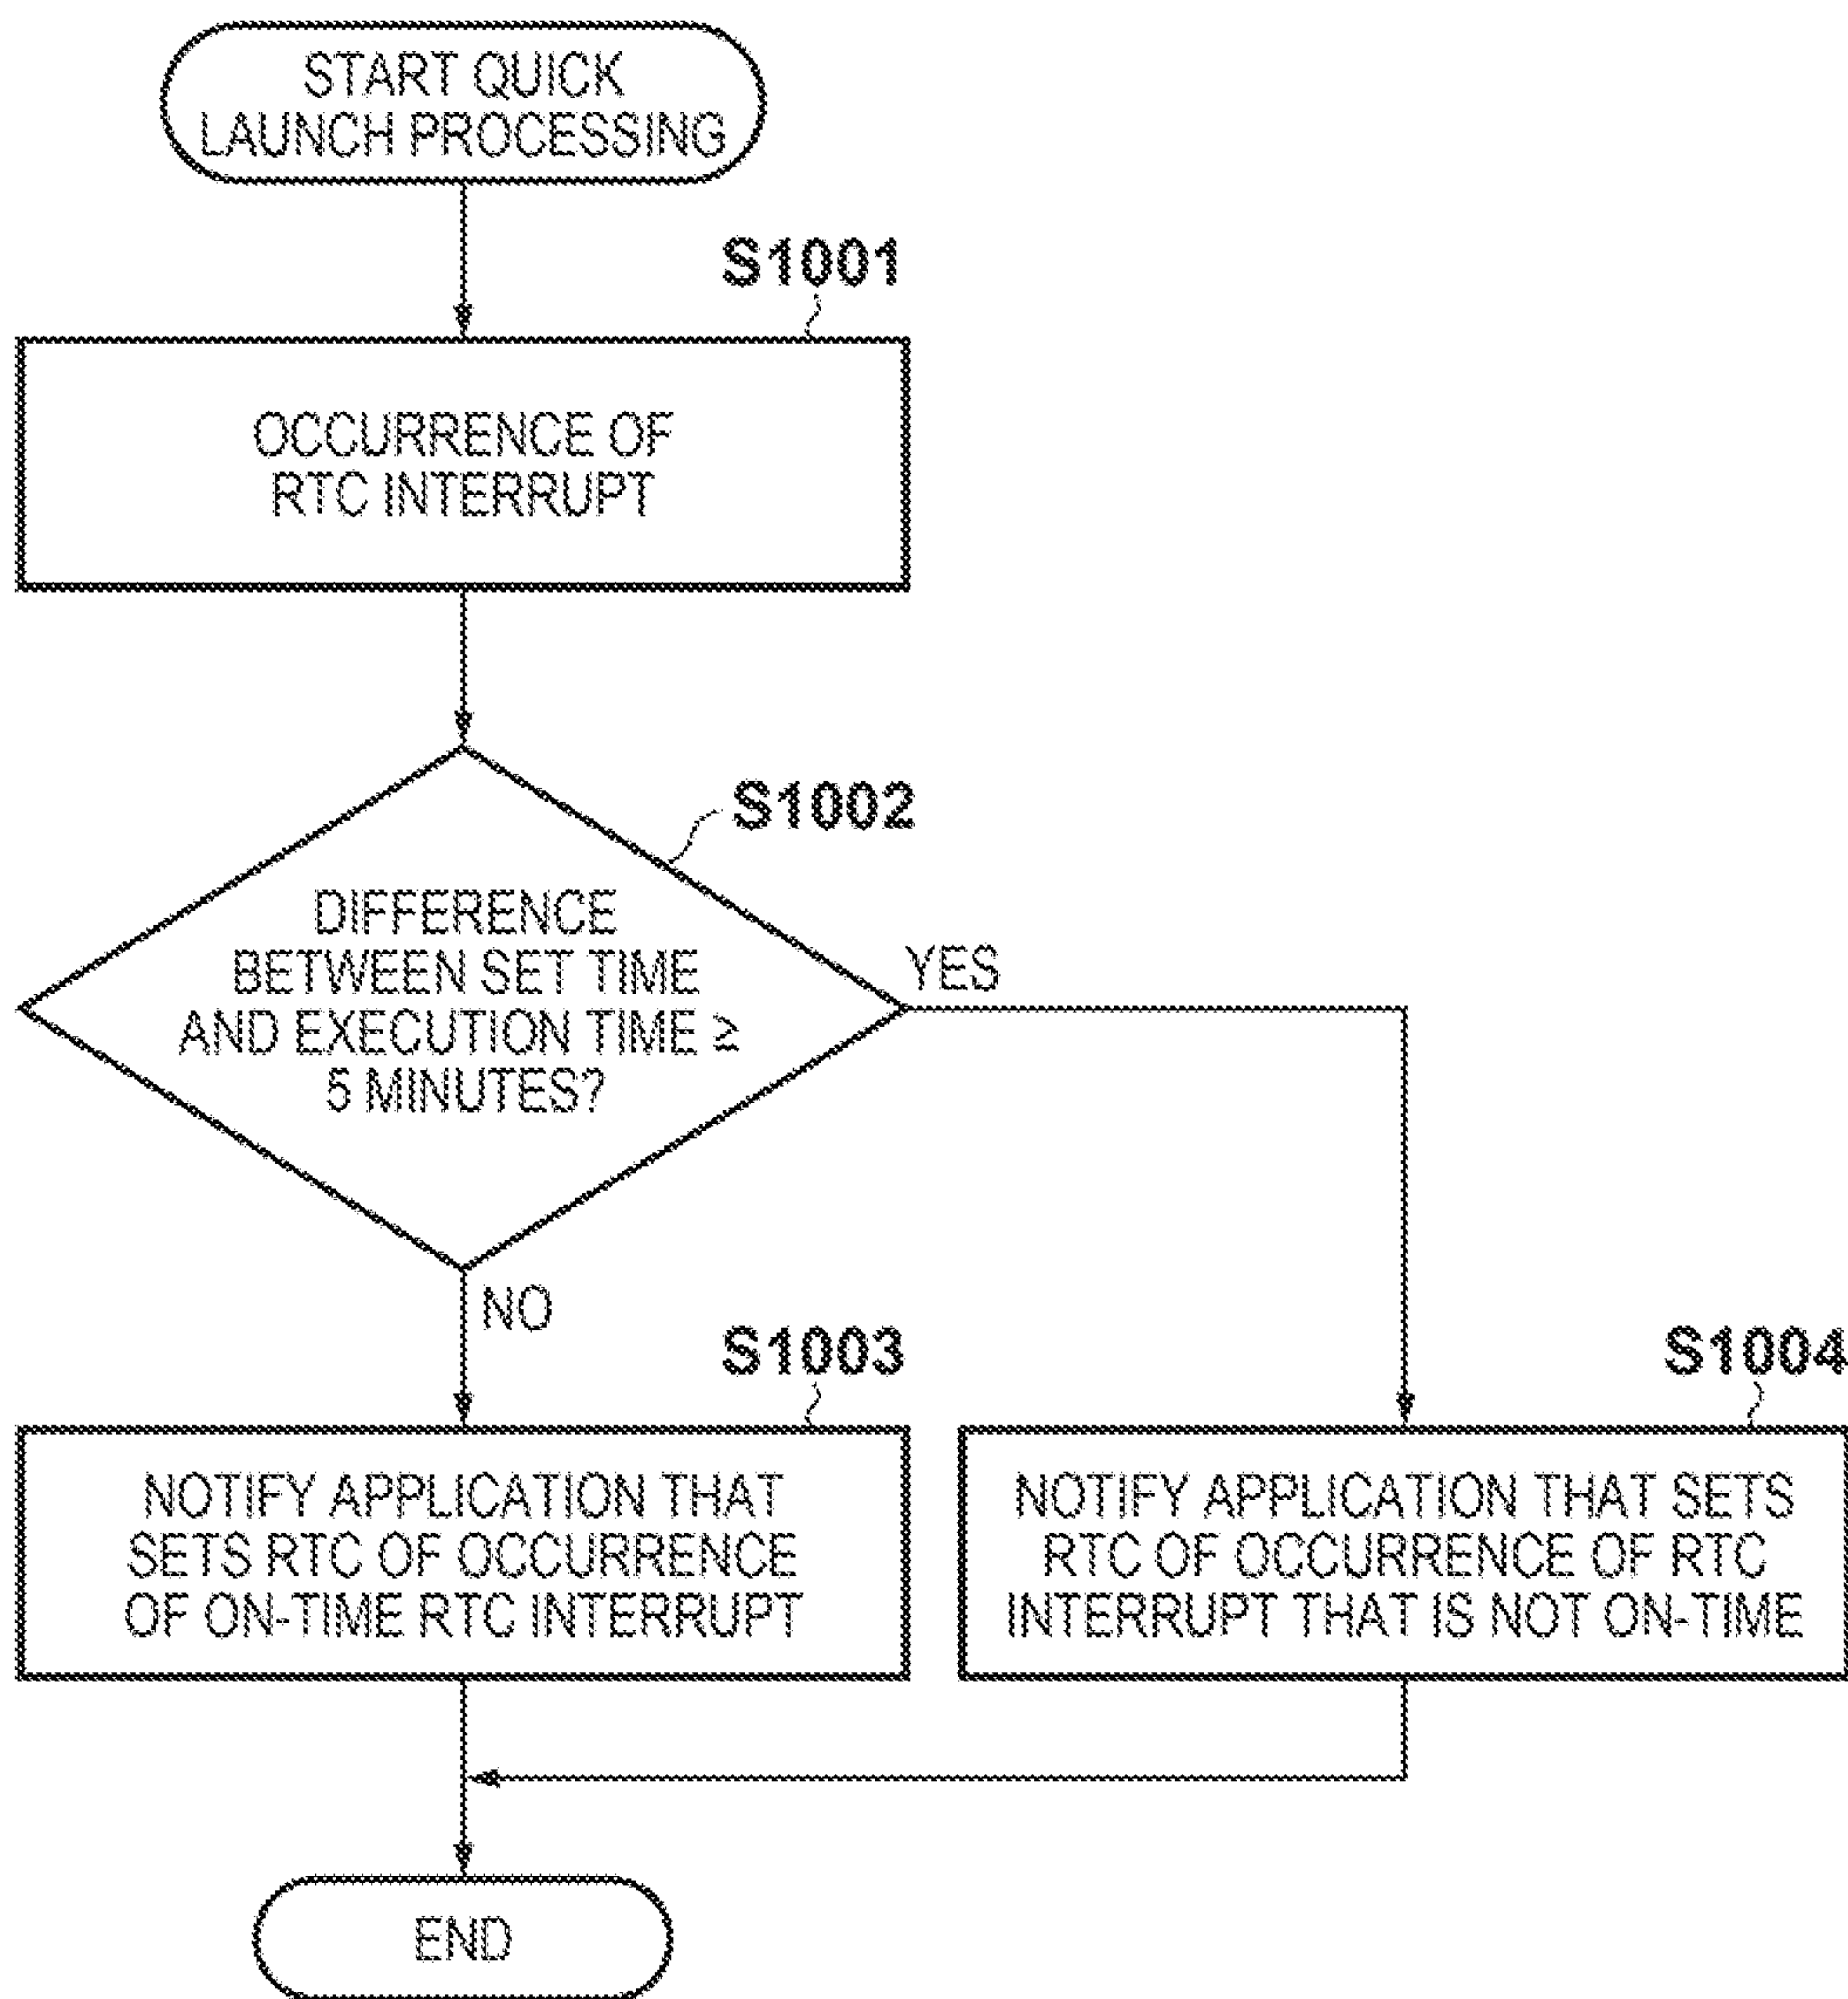 START QUICK
LAUNCH PROCESSING
S1001
OCCURRENCE OF
RTC INTERRUPT
S1002
DIFFERENCE
BETWEEN SET TIME
AND EXECUTION TIME ≥
5 MINUTES?
YES
NO
S1003
NOTIFY APPLICATION THAT
SETS RTC OF OCCURRENCE
OF ON-TIME RTC INTERRUPT
S1004
NOTIFY APPLICATION THAT SETS
RTC OF OCCURRENCE OF RTC
INTERRUPT THAT IS NOT ON-TIME
END